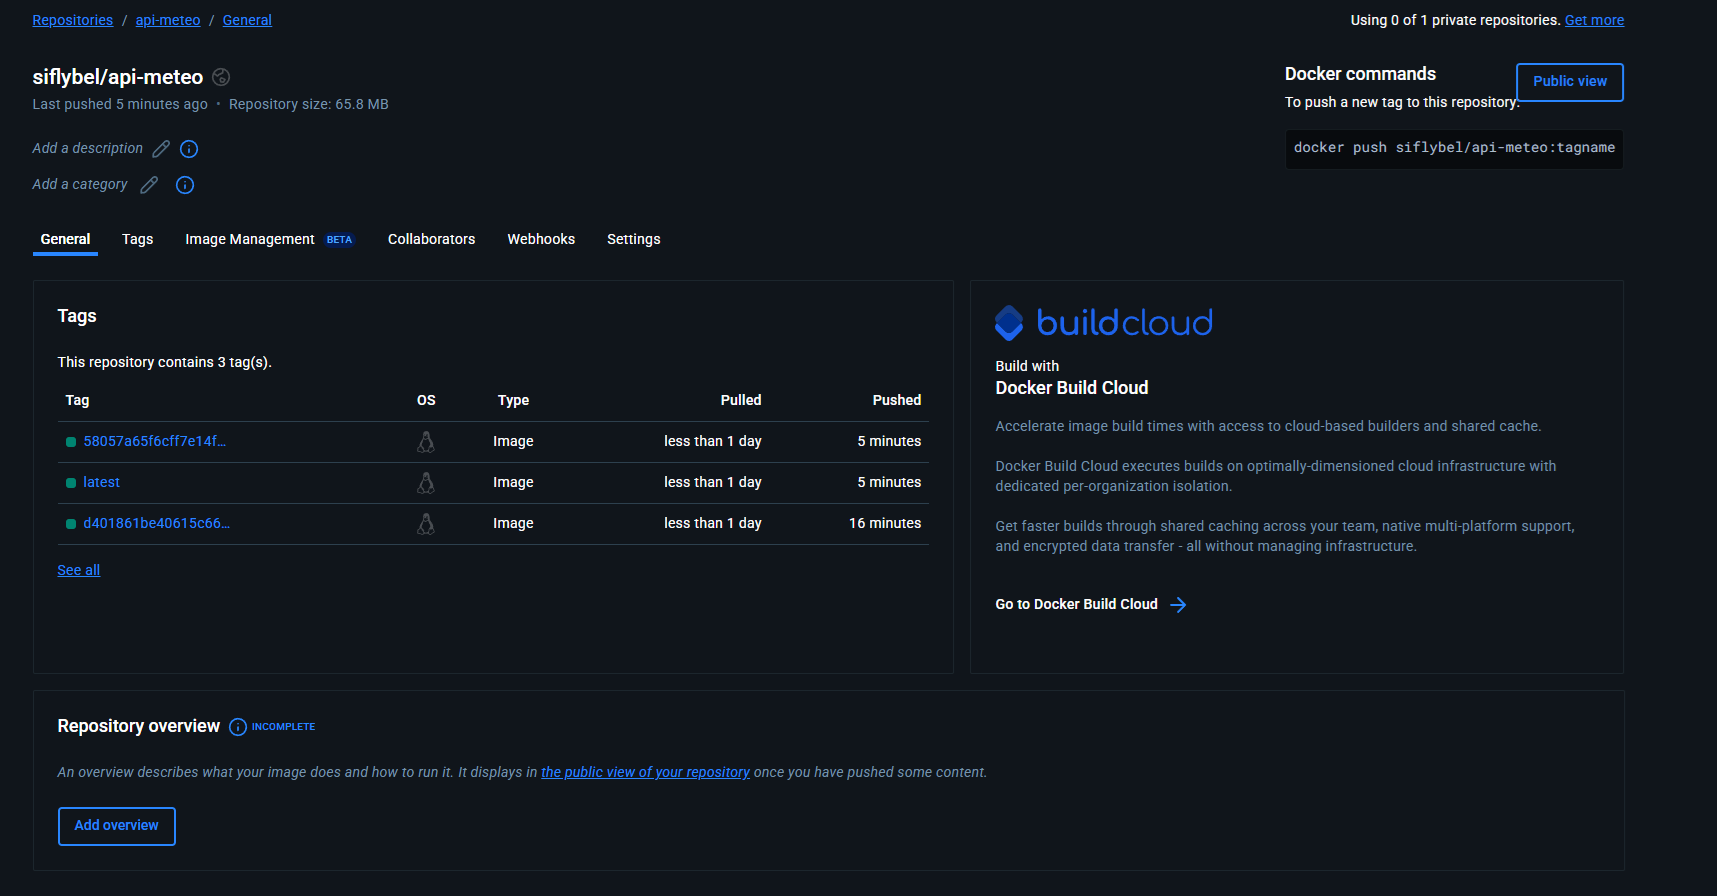 Repositories / api-meteo / General
Using 0 of 1 private repositories. Get more
siflybel/api-meteo
Last pushed 5 minutes ago • Repository size: 65.8 MB
Add a description
Add a category
Docker commands
Public view
To push a new tag to this repository:
docker push siflybel/api-meteo:tagname
General Tags Image Management BETA Collaborators Webhooks Settings
Tags
This repository contains 3 tag(s).
Tag OS Type Pulled Pushed
58057a65f6cff7e14f... Image less than 1 day 5 minutes
latest Image less than 1 day 5 minutes
d401861be40615c66... Image less than 1 day 16 minutes
See all
buildcloud
Build with
Docker Build Cloud
Accelerate image build times with access to cloud-based builders and shared cache.
Docker Build Cloud executes builds on optimally-dimensioned cloud infrastructure with
dedicated per-organization isolation.
Get faster builds through shared caching across your team, native multi-platform support,
and encrypted data transfer - all without managing infrastructure.
Go to Docker Build Cloud
Repository overview INCOMPLETE
An overview describes what your image does and how to run it. It displays in the public view of your repository once you have pushed some content.
Add overview